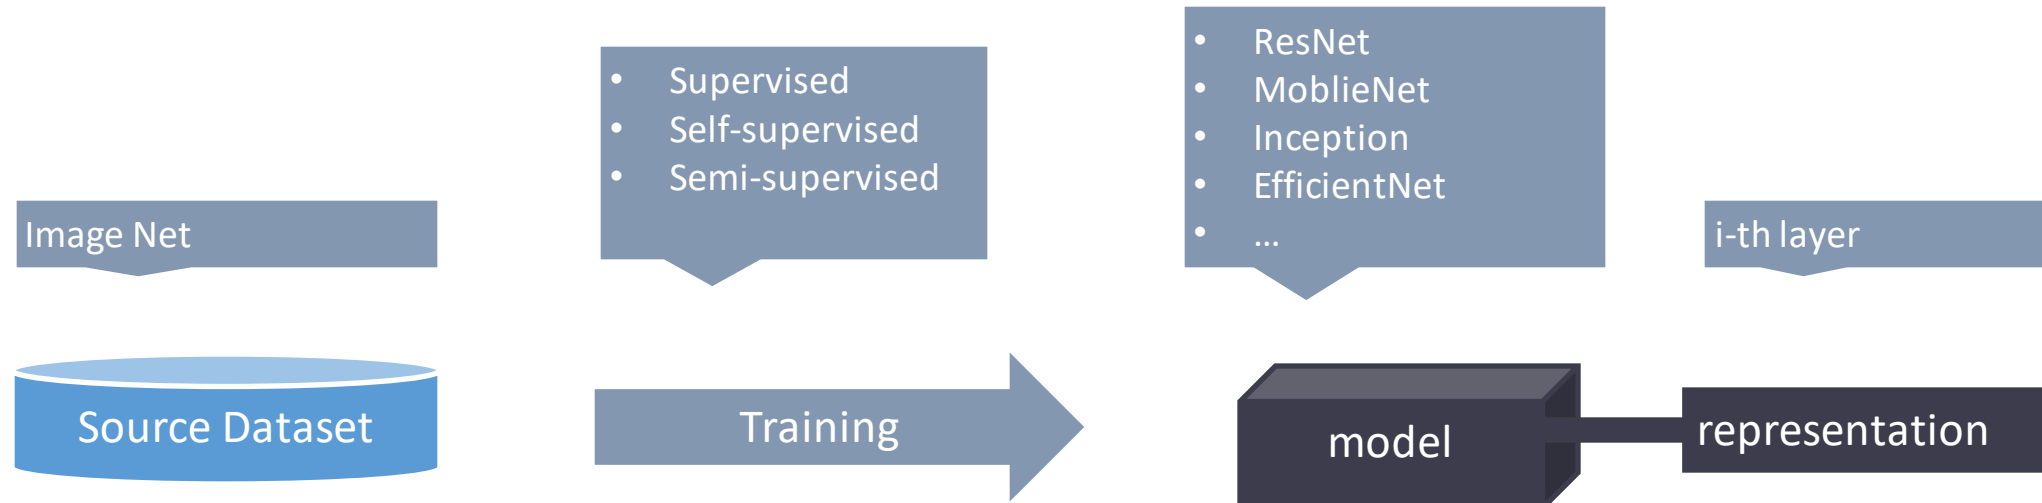 Image Net
• Supervised
• Self-supervised
• Semi-supervised
• ResNet
• MoblieNet
• Inception
• EfficientNet
• ...
i-th layer
Source Dataset
Training
model
representation